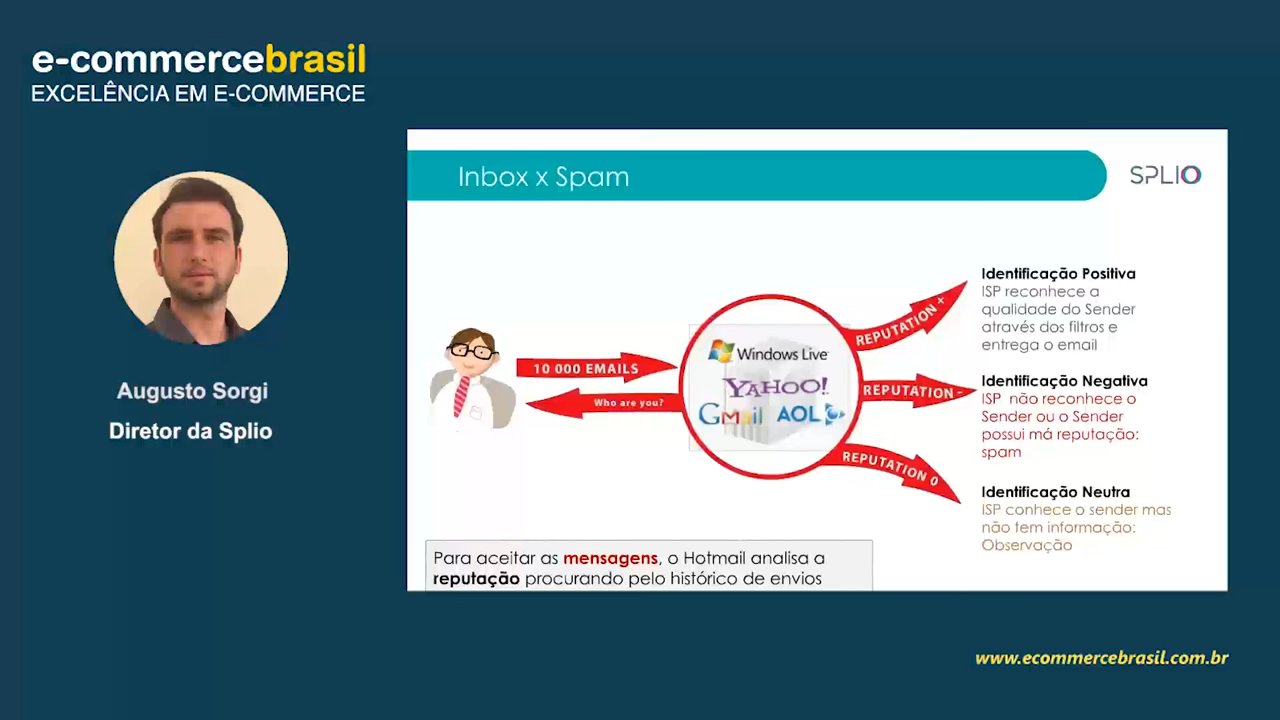 e-commercebrasil
EXCELÊNCIA EM E-COMMERCE
Augusto Sorgi
Diretor da Splio
Inbox x Spam
SPLIO
10 000 EMAILS
Who are you?
Windows Live
YAHOO!
Gmail AOL
REPUTATION +
REPUTATION -
REPUTATION 0
Identificação Positiva
ISP reconhece a
qualidade do Sender
através dos filtros e
entrega o email
Identificação Negativa
ISP não reconhece o
Sender ou o Sender
possui má reputação:
spam
Identificação Neutra
ISP conhece o sender mas
não tem informação:
Observação
Para aceitar as mensagens, o Hotmail analisa a
reputação procurando pelo histórico de envios
www.ecommercebrasil.com.br